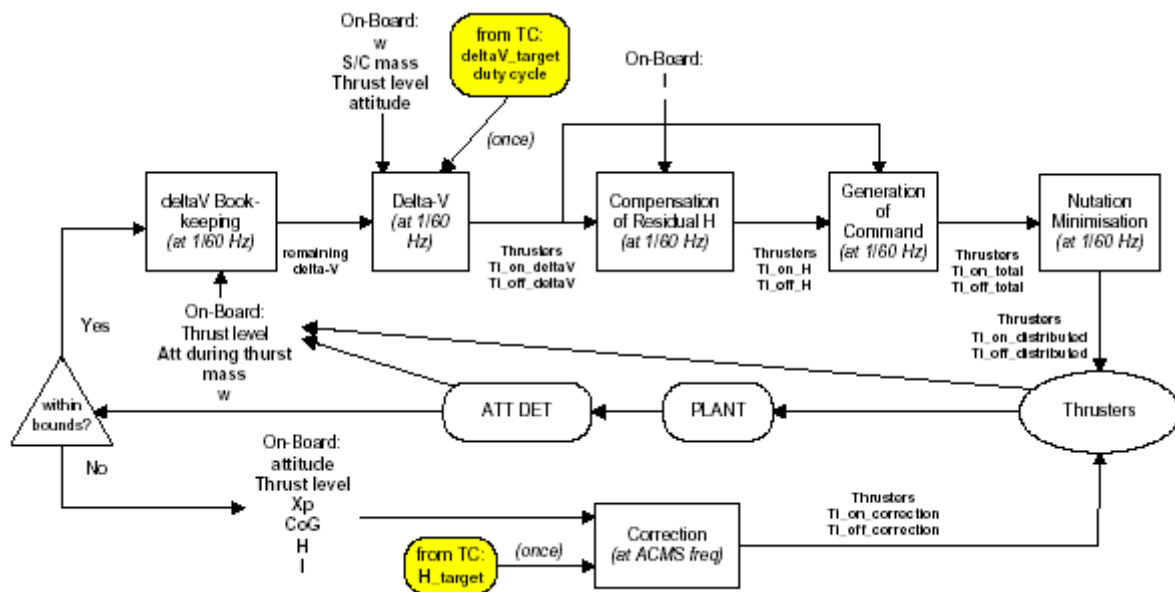 On-Board:
w
S/C mass
Thrust level
attitude
from TC:
deltaV_target
duty cycle
(once)
On-Board:
I
deltaV Book-
keeping
(at 1/60 Hz)
remaining
delta-V
Delta-V
(at 1/60
Hz)
Thrusters
Ti_on_deltaV
Ti_off_deltaV
Compensation
of Residual H
(at 1/60 Hz)
Thrusters
Ti_on_H
Ti_off_H
Generation
of
Command
(at 1/60 Hz)
Thrusters
Ti_on_total
Ti_off_total
Nutation
Minimisation
(at 1/60 Hz)
Thrusters
Ti_on_distributed
Ti_off_distributed
Yes
On-Board:
Thrust level
Att during thurst
mass
w
within
bounds?
ATT DET
PLANT
Thrusters
No
On-Board:
attitude
Thrust level
Xp
CoG
H
I
from TC:
H_target
(once)
Correction
(at ACMS freq)
Thrusters
Ti_on_correction
Ti_off_correction